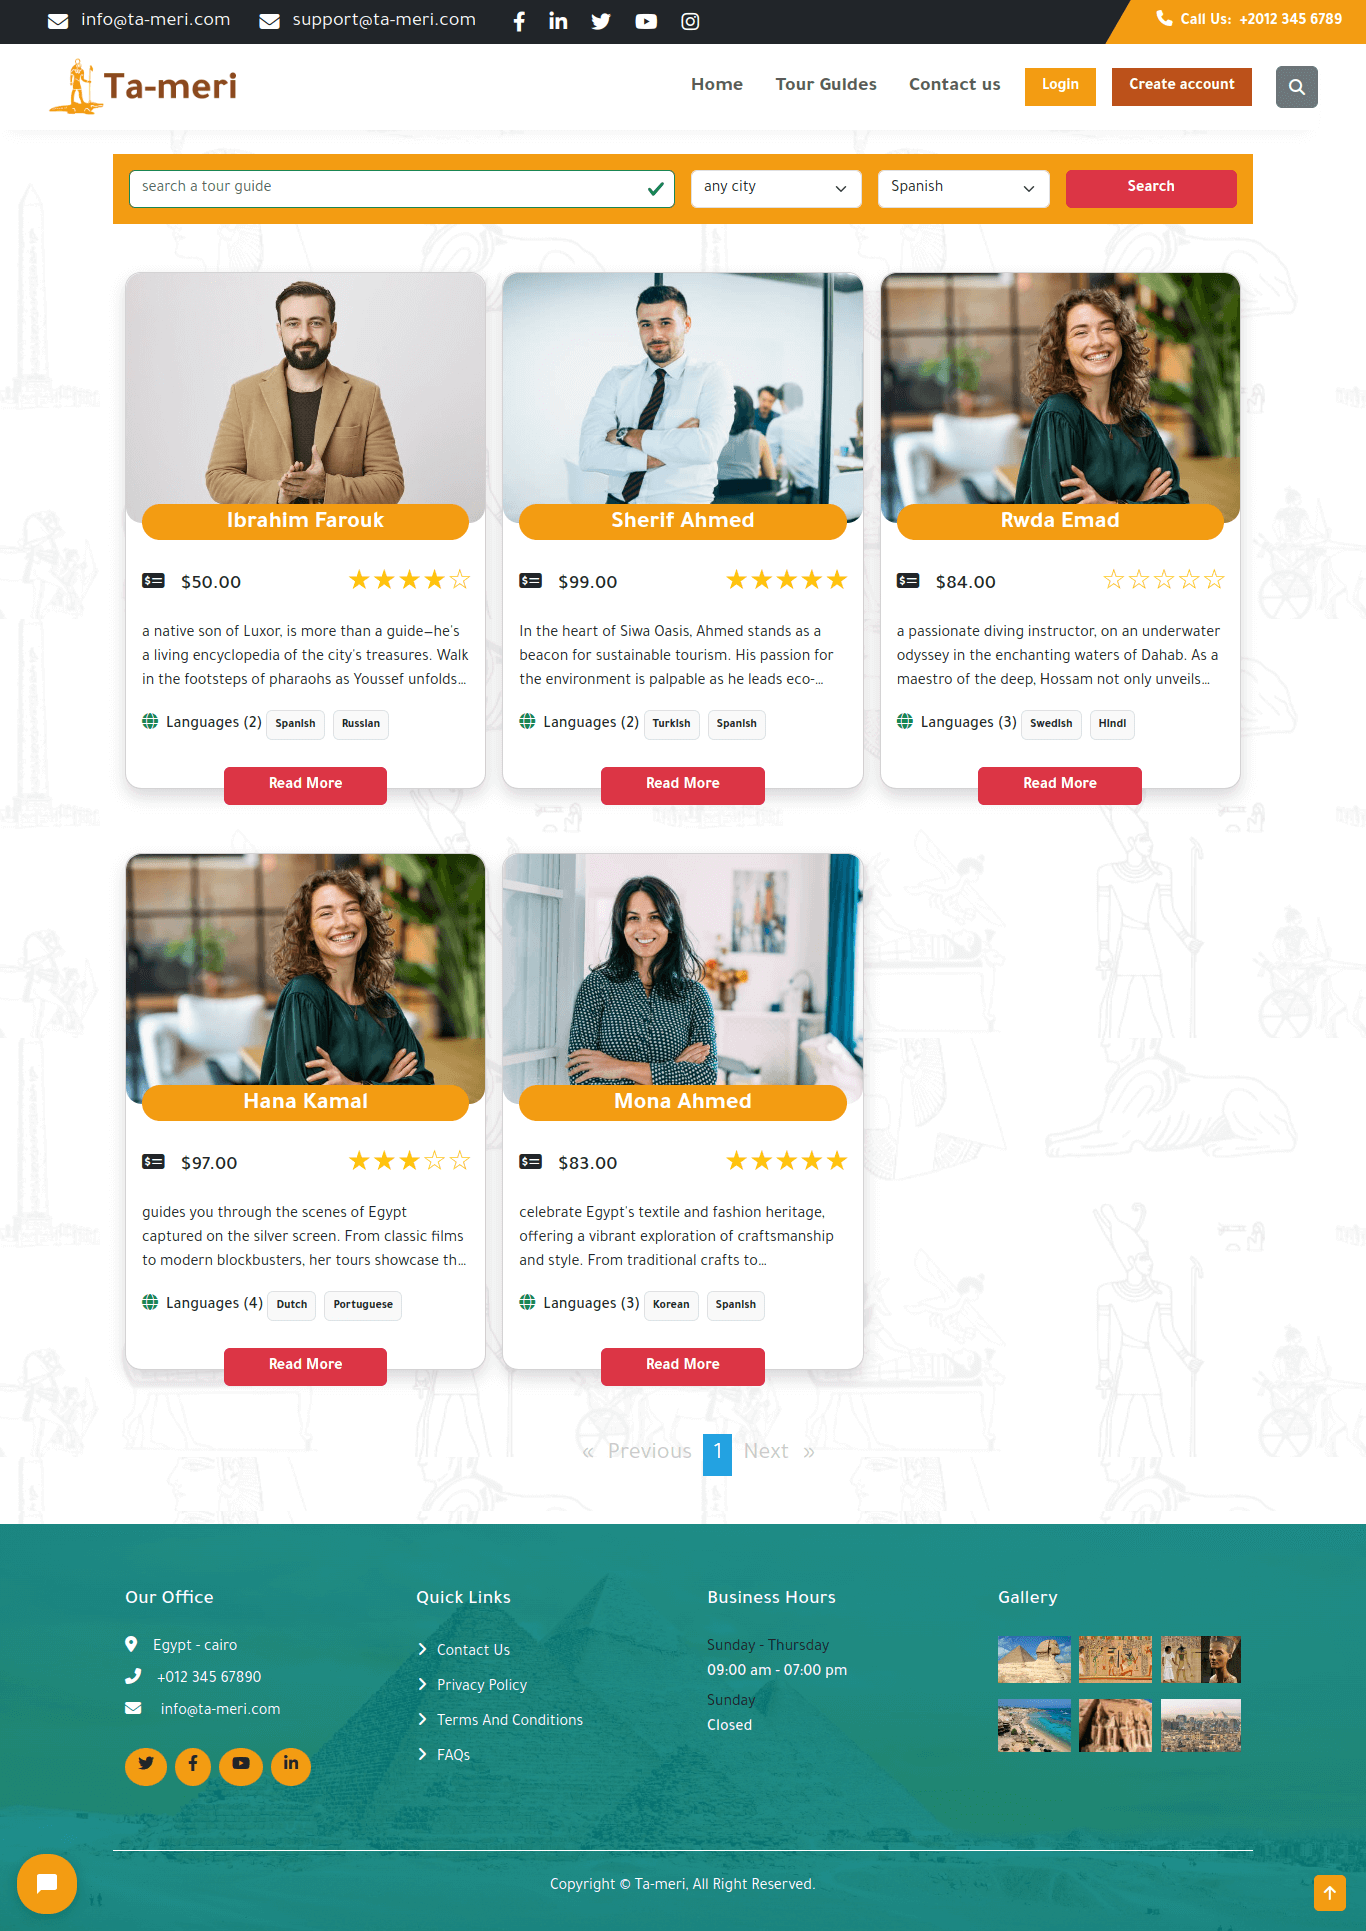 info@ta-meri.com support@ta-meri.com Call Us: +2012 345 6789
Ta-meri Home Tour Guides Contact us Login Create account
search a tour guide any city Spanish Search
Ibrahim Farouk
$50.00
a native son of Luxor, is more than a guide—he's
a living encyclopedia of the city's treasures. Walk
in the footsteps of pharaohs as Youssef unfolds...
Languages (2) Spanish Russian
Read More
Sherif Ahmed
$99.00
In the heart of Siwa Oasis, Ahmed stands as a
beacon for sustainable tourism. His passion for
the environment is palpable as he leads eco-...
Languages (2) Turkish Spanish
Read More
Rwda Emad
$84.00
a passionate diving instructor, on an underwater
odyssey in the enchanting waters of Dahab. As a
maestro of the deep, Hossam not only unveils...
Languages (3) Swedish Hindi
Read More
Hana Kamal
$97.00
guides you through the scenes of Egypt
captured on the silver screen. From classic films
to modern blockbusters, her tours showcase th...
Languages (4) Dutch Portuguese
Read More
Mona Ahmed
$83.00
celebrate Egypt's textile and fashion heritage,
offering a vibrant exploration of craftsmanship
and style. From traditional crafts to...
Languages (3) Korean Spanish
Read More
« Previous 1 Next »
Our Office
Egypt - cairo
+012 345 67890
info@ta-meri.com
Quick Links
Contact Us
Privacy Policy
Terms And Conditions
FAQs
Business Hours
Sunday - Thursday
09:00 am - 07:00 pm
Sunday
Closed
Gallery
Copyright © Ta-meri, All Right Reserved.